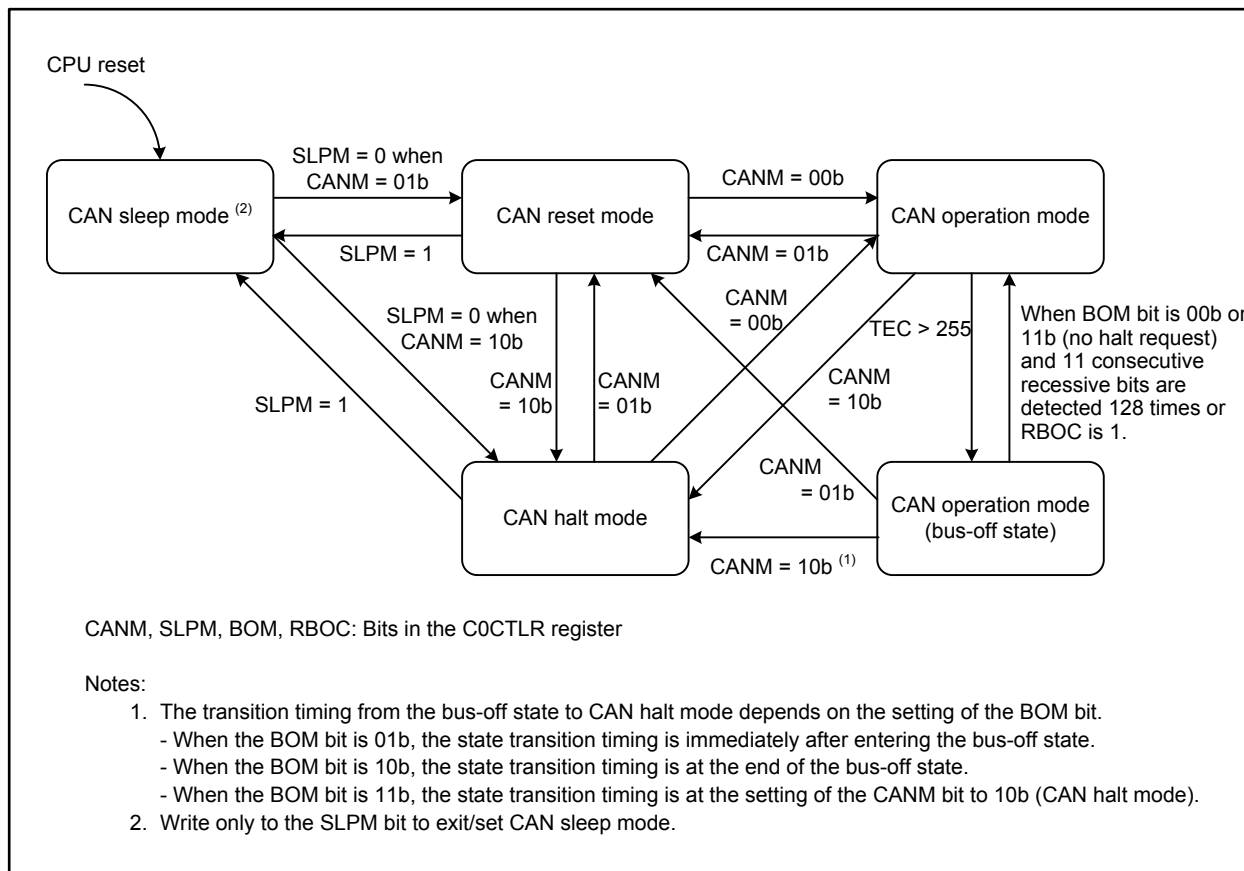 CPU reset
CAN sleep mode (2)
SLPM = 0 when
CANM = 01b
SLPM = 1
CAN reset mode
CANM = 00b
CANM = 01b
CAN operation mode
SLPM = 0 when
CANM = 10b
SLPM = 1
CANM
= 10b
CANM
= 01b
CANM
= 00b
TEC > 255
CANM
= 10b
When BOM bit is 00b or
11b (no halt request)
and 11 consecutive
recessive bits are
detected 128 times or
RBOC is 1.
CANM
= 01b
CAN halt mode
CANM = 10b (1)
CAN operation mode
(bus-off state)
CANM, SLPM, BOM, RBOC: Bits in the C0CTLR register
Notes:
1. The transition timing from the bus-off state to CAN halt mode depends on the setting of the BOM bit.
- When the BOM bit is 01b, the state transition timing is immediately after entering the bus-off state.
- When the BOM bit is 10b, the state transition timing is at the end of the bus-off state.
- When the BOM bit is 11b, the state transition timing is at the setting of the CANM bit to 10b (CAN halt mode).
2. Write only to the SLPM bit to exit/set CAN sleep mode.